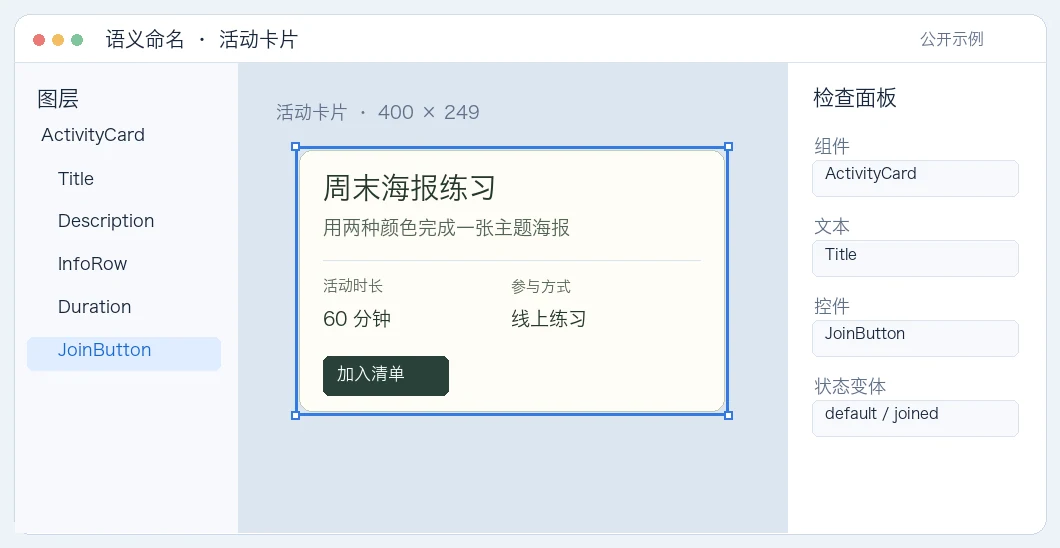 语义命名 · 活动卡片
公开示例
图层
ActivityCard
Title
Description
InfoRow
Duration
JoinButton
活动卡片 · 400 × 249
周末海报练习
用两种颜色完成一张主题海报
活动时长
参与方式
60 分钟
线上练习
加入清单
检查面板
组件
ActivityCard
文本
Title
控件
JoinButton
状态变体
default / joined